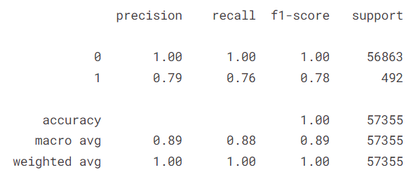 precision recall f1-score support
0 1.00 1.00 1.00 56863
1 0.79 0.76 0.78 492
accuracy 1.00 57355
macro avg 0.89 0.88 0.89 57355
weighted avg 1.00 1.00 1.00 57355